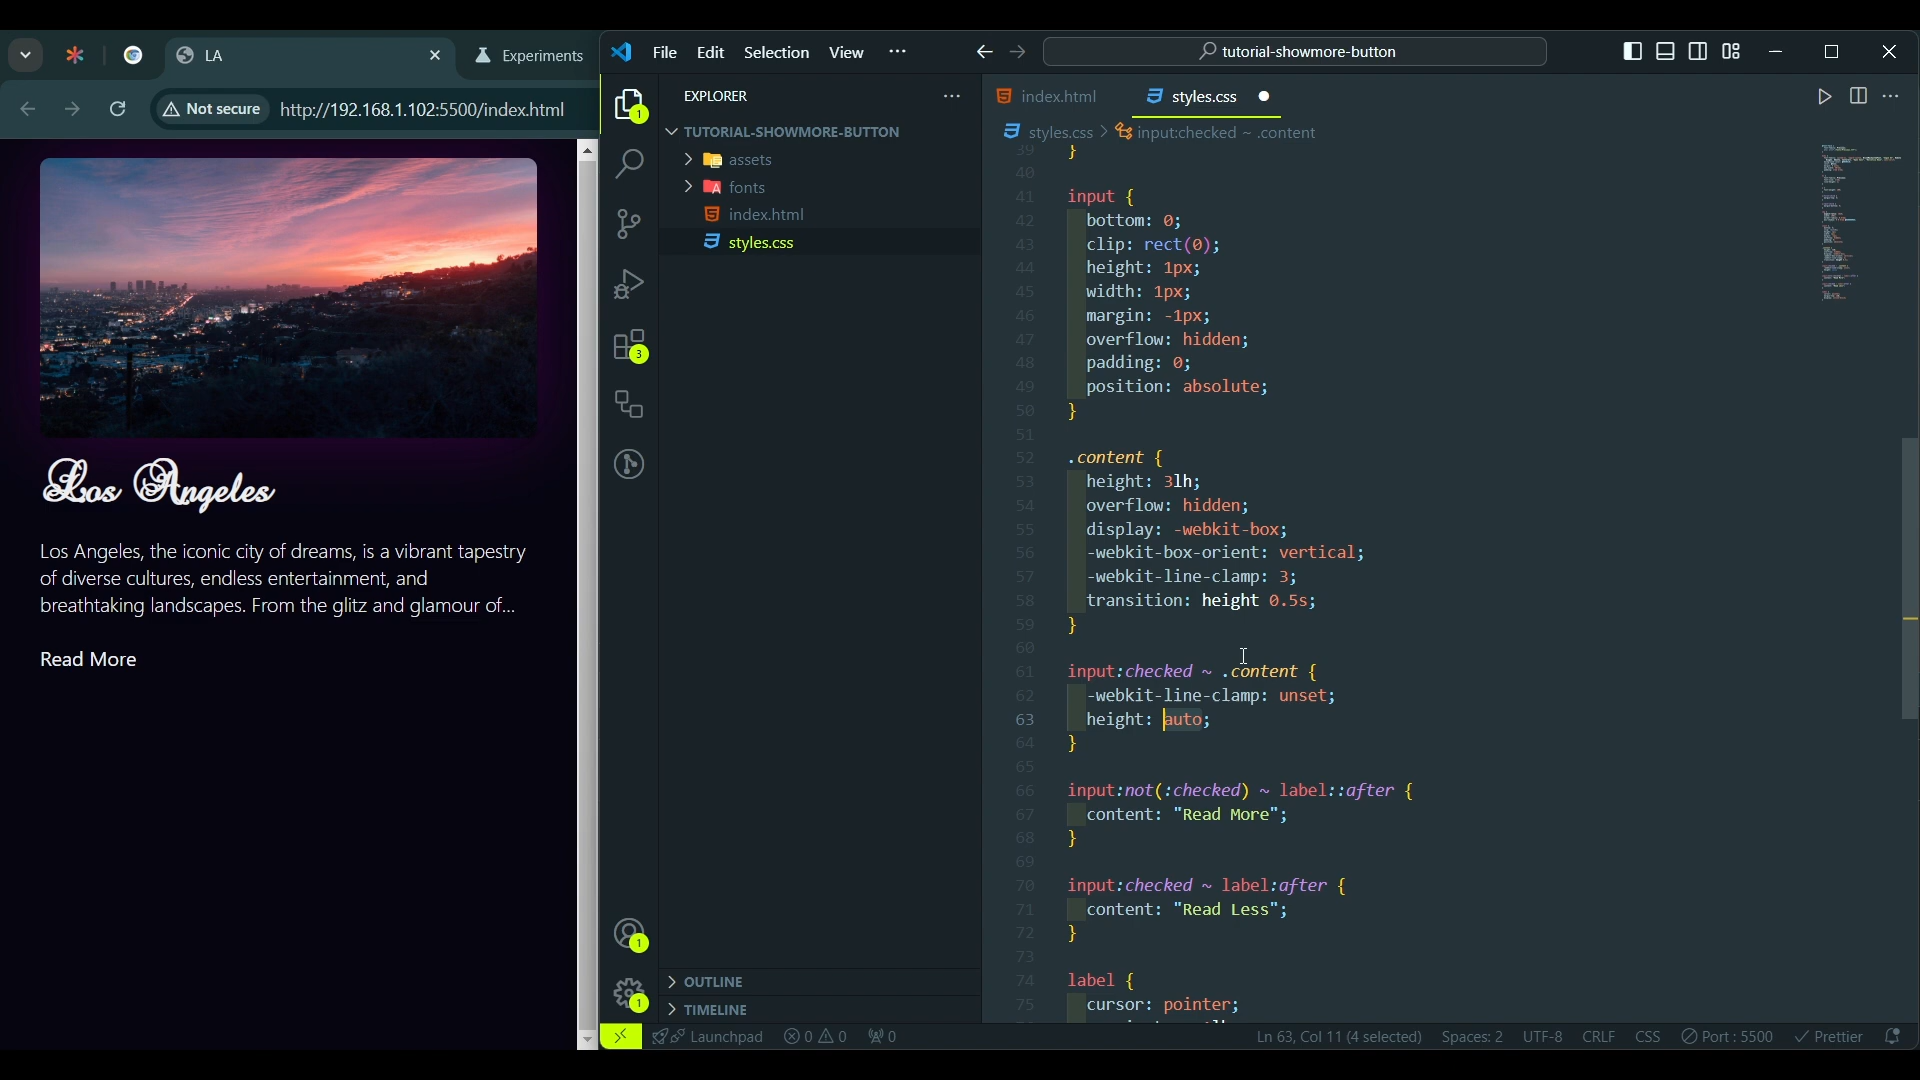 LA
Experiments
Not secure
http://192.168.1.102:5500/index.html
Los Angeles
Los Angeles, the iconic city of dreams, is a vibrant tapestry
of diverse cultures, endless entertainment, and
breathtaking landscapes. From the glitz and glamour of...
Read More
File Edit Selection View
tutorial-showmore-button
EXPLORER
TUTORIAL-SHOWMORE-BUTTON
assets
fonts
index.html
styles.css
1
3
1
1
OUTLINE
TIMELINE
index.html
styles.css
styles.css > input:checked ~ .content
39 }
40
41 input {
42 bottom: 0;
43 clip: rect(0);
44 height: 1px;
45 width: 1px;
46 margin: -1px;
47 overflow: hidden;
48 padding: 0;
49 position: absolute;
50 }
51
52 .content {
53 height: 3lh;
54 overflow: hidden;
55 display: -webkit-box;
56 -webkit-box-orient: vertical;
57 -webkit-line-clamp: 3;
58 transition: height 0.5s;
59 }
60
61 input:checked ~ .content {
62 -webkit-line-clamp: unset;
63 height: auto;
64 }
65
66 input:not(:checked) ~ label::after {
67 content: "Read More";
68 }
69
70 input:checked ~ label:after {
71 content: "Read Less";
72 }
73
74 label {
75 cursor: pointer;
Launchpad
0 0
0
Ln 63, Col 11 (4 selected)
Spaces: 2
UTF-8
CRLF
CSS
Port : 5500
Prettier